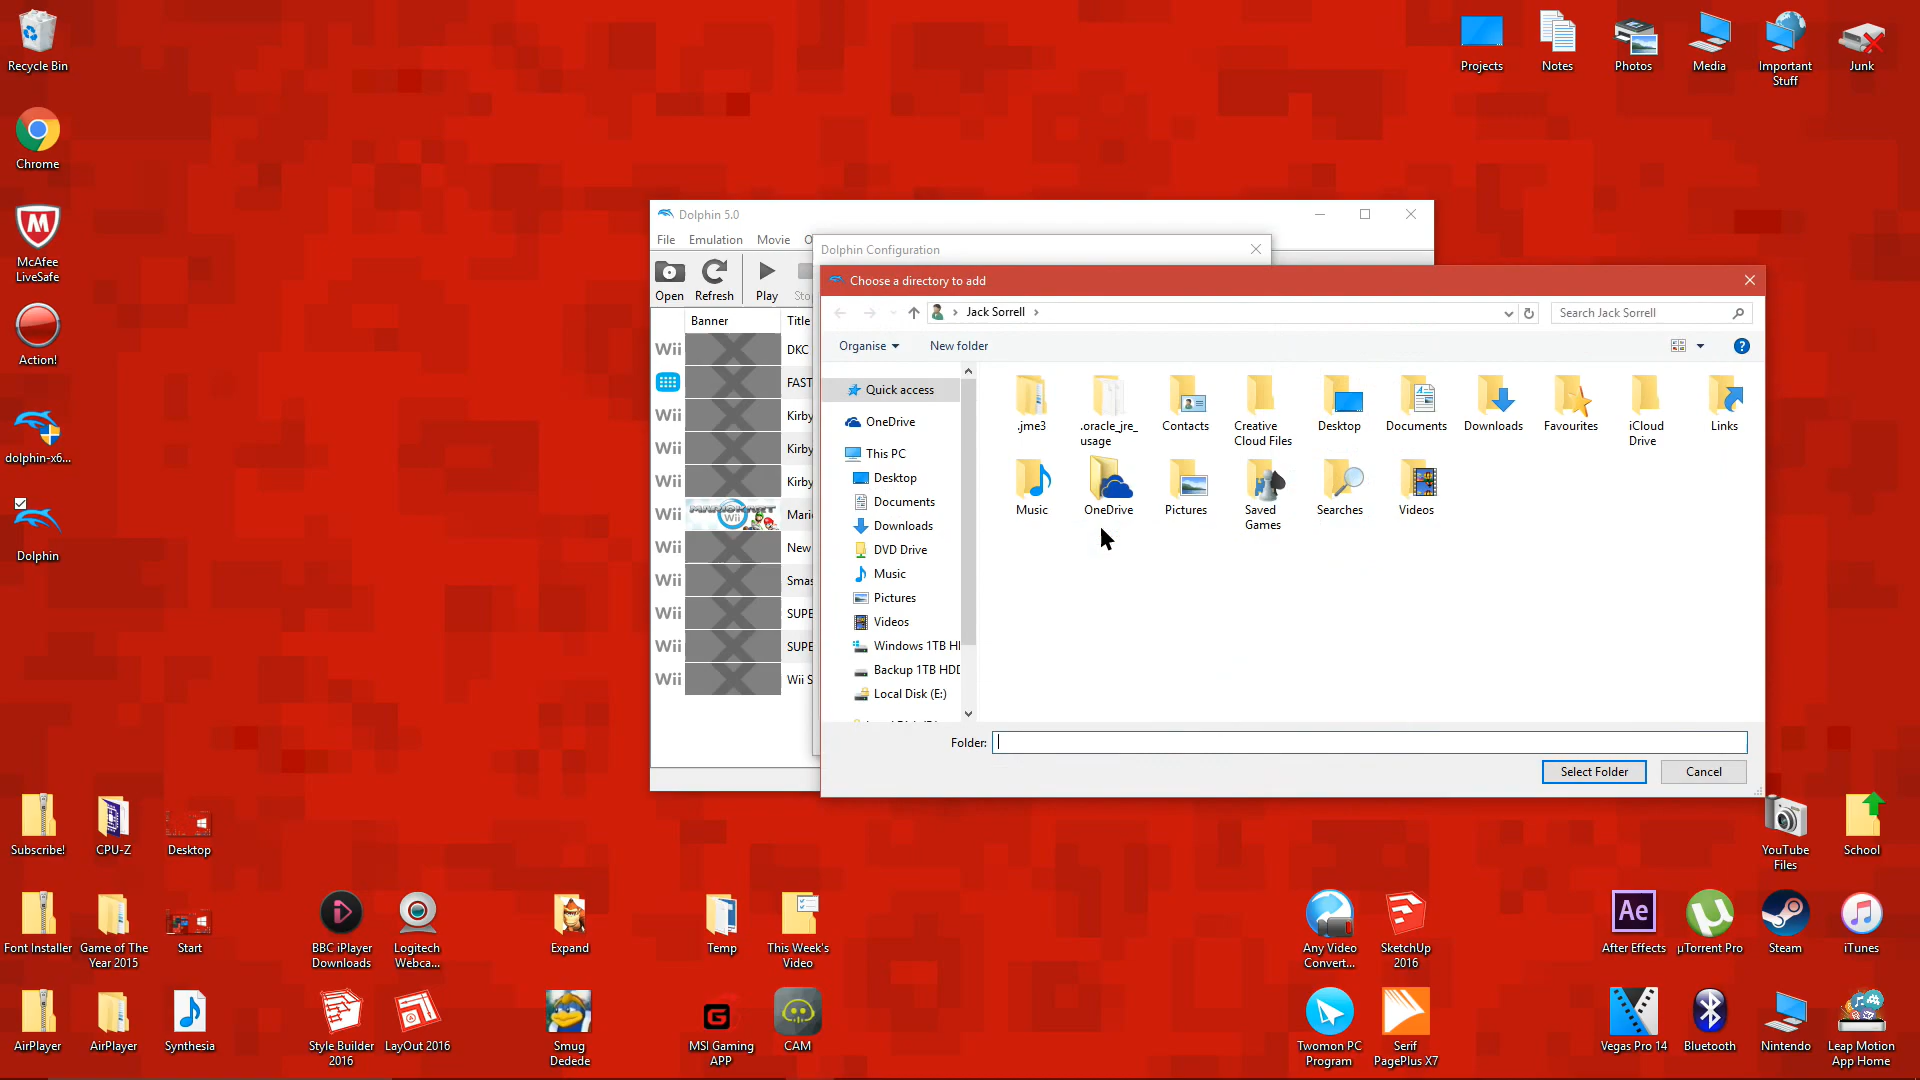 Recycle Bin
Projects
Notes
Photos
Media
Important
Stuff
Junk
Chrome
McAfee
LiveSafe
Action!
dolphin-x6...
Dolphin
Dolphin 5.0
File Emulation Movie O
Open Refresh Play Sto
Banner Title
Wii DKC
FAST
Wii Kirby
Wii Kirby
Wii Kirby
Wii MARIOKART Wii Mari
Wii New
Wii Smas
Wii SUPE
Wii SUPE
Wii Wii S
Dolphin Configuration
Choose a directory to add
Jack Sorrell
Search Jack Sorrell
Organise New folder
Quick access
OneDrive
This PC
Desktop
Documents
Downloads
DVD Drive
Music
Pictures
Videos
Windows 1TB H
Backup 1TB HDD
Local Disk (E:)
.jme3
.oracle_jre_
usage
Contacts
Creative
Cloud Files
Desktop
Documents
Downloads
Favourites
iCloud
Drive
Links
Music
OneDrive
Pictures
Saved
Games
Searches
Videos
Folder:
Select Folder Cancel
Subscribe!
CPU-Z
Desktop
YouTube
Files
School
Font Installer
Game of The
Year 2015
Start
BBC iPlayer
Downloads
Logitech
Webca...
Expand
Temp
This Week's
Video
Any Video
Convert...
SketchUp
2016
Ae
After Effects
µTorrent Pro
Steam
iTunes
AirPlayer
AirPlayer
Synthesia
Style Builder
2016
LayOut 2016
Smug
Dedede
MSI Gaming
APP
CAM
Twomon PC
Program
Serif
PagePlus X7
Vegas Pro 14
Bluetooth
Nintendo
Leap Motion
App Home